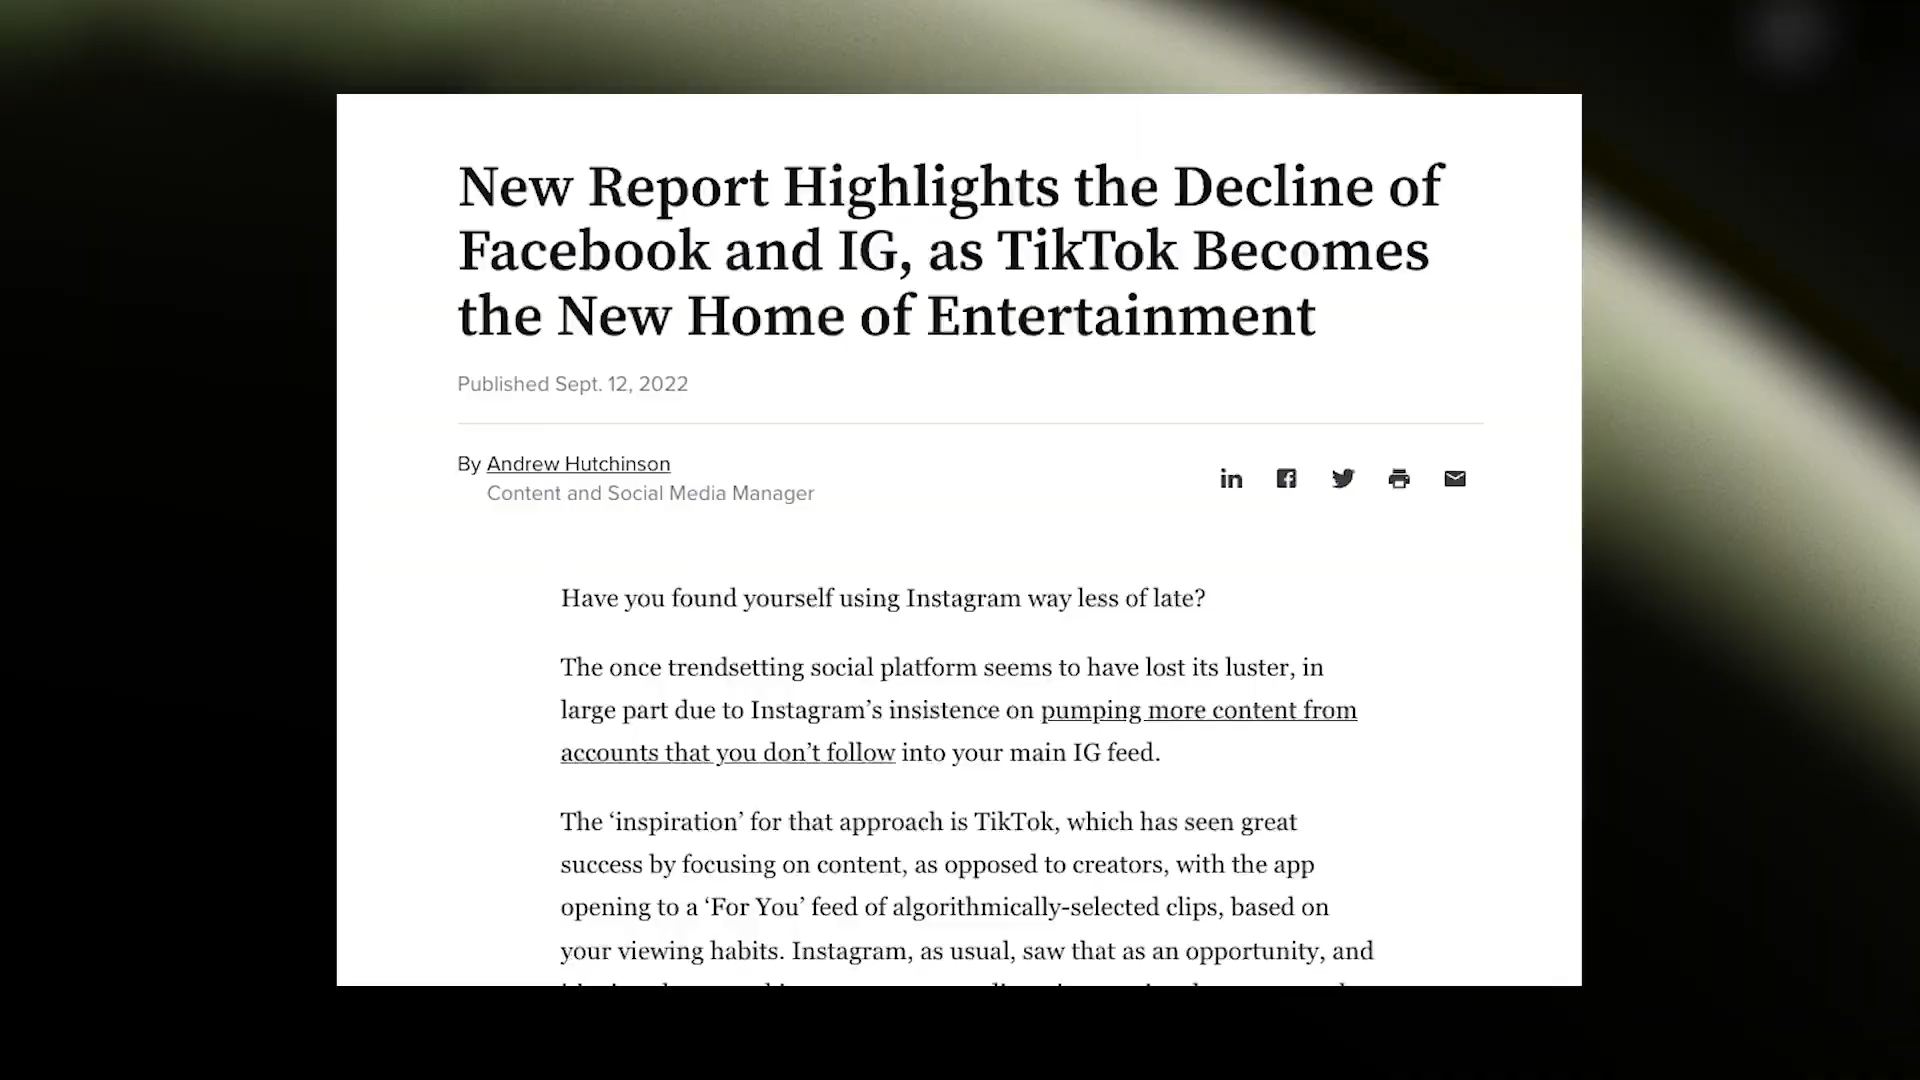 New Report Highlights the Decline of
Facebook and IG, as TikTok Becomes
the New Home of Entertainment
Published Sept. 12, 2022
By Andrew Hutchinson
Content and Social Media Manager
Have you found yourself using Instagram way less of late?
The once trendsetting social platform seems to have lost its luster, in
large part due to Instagram’s insistence on pumping more content from
accounts that you don’t follow into your main IG feed.
The ‘inspiration’ for that approach is TikTok, which has seen great
success by focusing on content, as opposed to creators, with the app
opening to a ‘For You’ feed of algorithmically-selected clips, based on
your viewing habits. Instagram, as usual, saw that as an opportunity, and